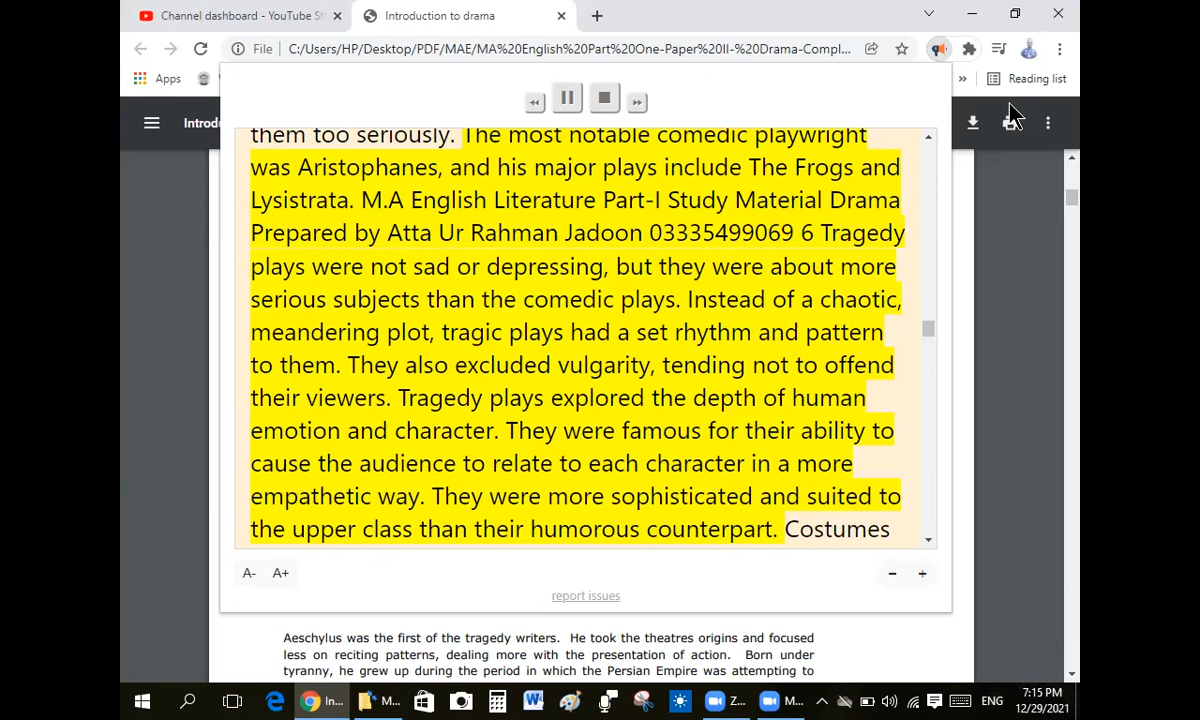 Channel dashboard - YouTube St
Introduction to drama
File
C:/Users/HP/Desktop/PDF/MAE/MA%20English%20Part%20One-Paper%20II-%20Drama-Compl...
Apps
»
Reading list
Introdu
them too seriously. The most notable comedic playwright
was Aristophanes, and his major plays include The Frogs and
Lysistrata. M.A English Literature Part-I Study Material Drama
Prepared by Atta Ur Rahman Jadoon 03335499069 6 Tragedy
plays were not sad or depressing, but they were about more
serious subjects than the comedic plays. Instead of a chaotic,
meandering plot, tragic plays had a set rhythm and pattern
to them. They also excluded vulgarity, tending not to offend
their viewers. Tragedy plays explored the depth of human
emotion and character. They were famous for their ability to
cause the audience to relate to each character in a more
empathetic way. They were more sophisticated and suited to
the upper class than their humorous counterpart. Costumes
A- A+
- +
report issues
Aeschylus was the first of the tragedy writers. He took the theatres origins and focused
less on reciting patterns, dealing more with the presentation of action. Born under
tyranny, he grew up during the period in which the Persian Empire was attempting to
In...
M...
Z...
M...
ENG
7:15 PM
12/29/2021